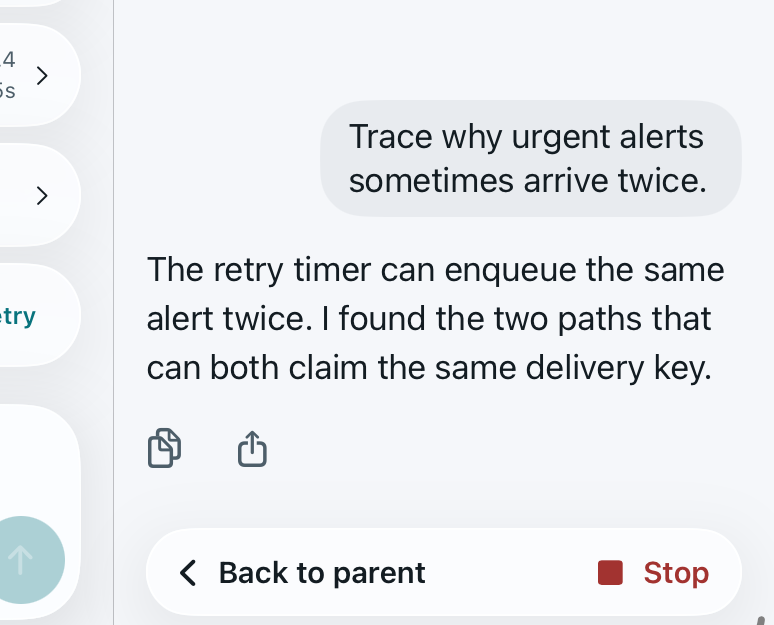 Trace why urgent alerts
sometimes arrive twice.
The retry timer can enqueue the same
alert twice. I found the two paths that
can both claim the same delivery key.
Back to parent
Stop